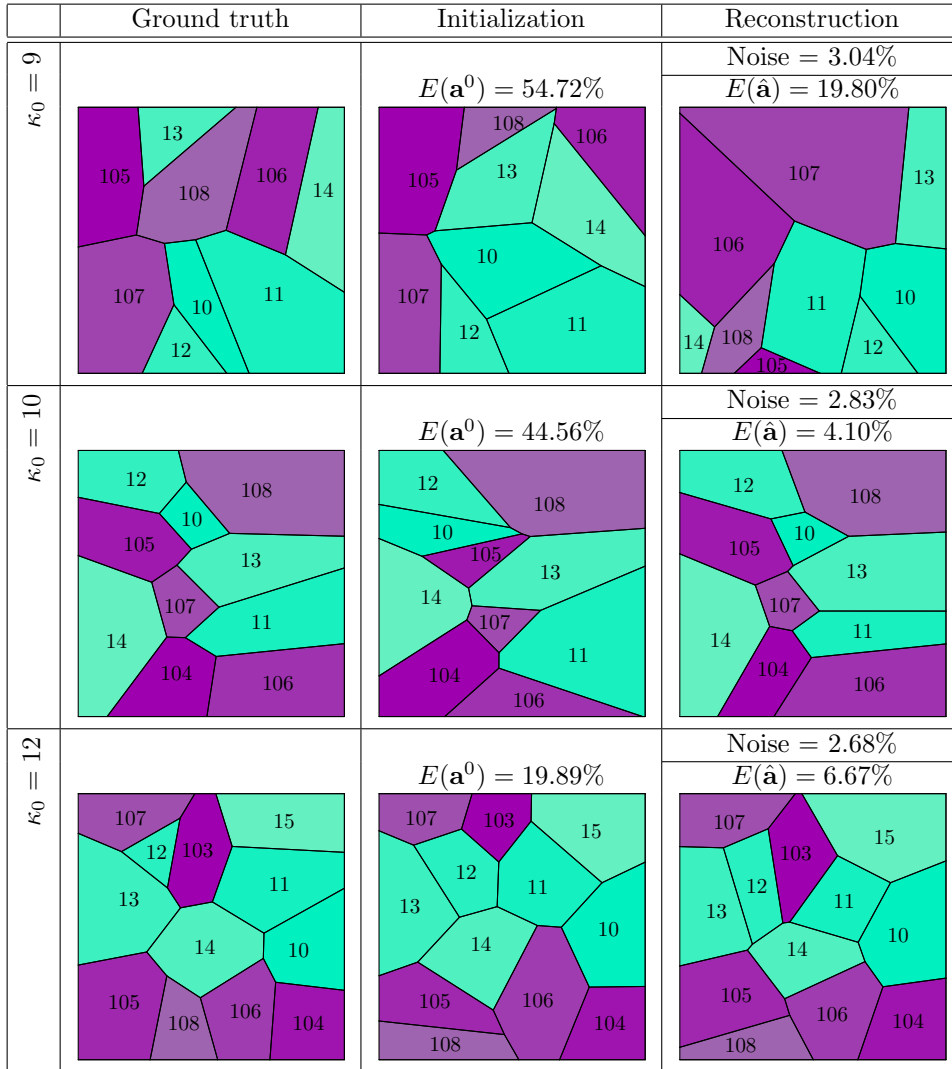 Ground truth Initialization Reconstruction
κ₀ = 9
Noise = 3.04%
E(a⁰) = 54.72% E(â) = 19.80%
13 105 108 106 14 107 10 11 12
108 106 105 13 14 10 107 12 11
107 13 106 11 10 14 108 12 105
κ₀ = 10
Noise = 2.83%
E(a⁰) = 44.56% E(â) = 4.10%
12 108 10 105 13 107 11 14 104 106
12 108 10 105 13 14 107 11 104 106
12 108 10 105 13 107 11 14 104 106
κ₀ = 12
Noise = 2.68%
E(a⁰) = 19.89% E(â) = 6.67%
107 15 12 103 11 13 14 10 105 108 106 104
107 103 15 12 11 13 10 14 105 106 104 108
107 15 103 12 11 13 10 14 105 106 104 108